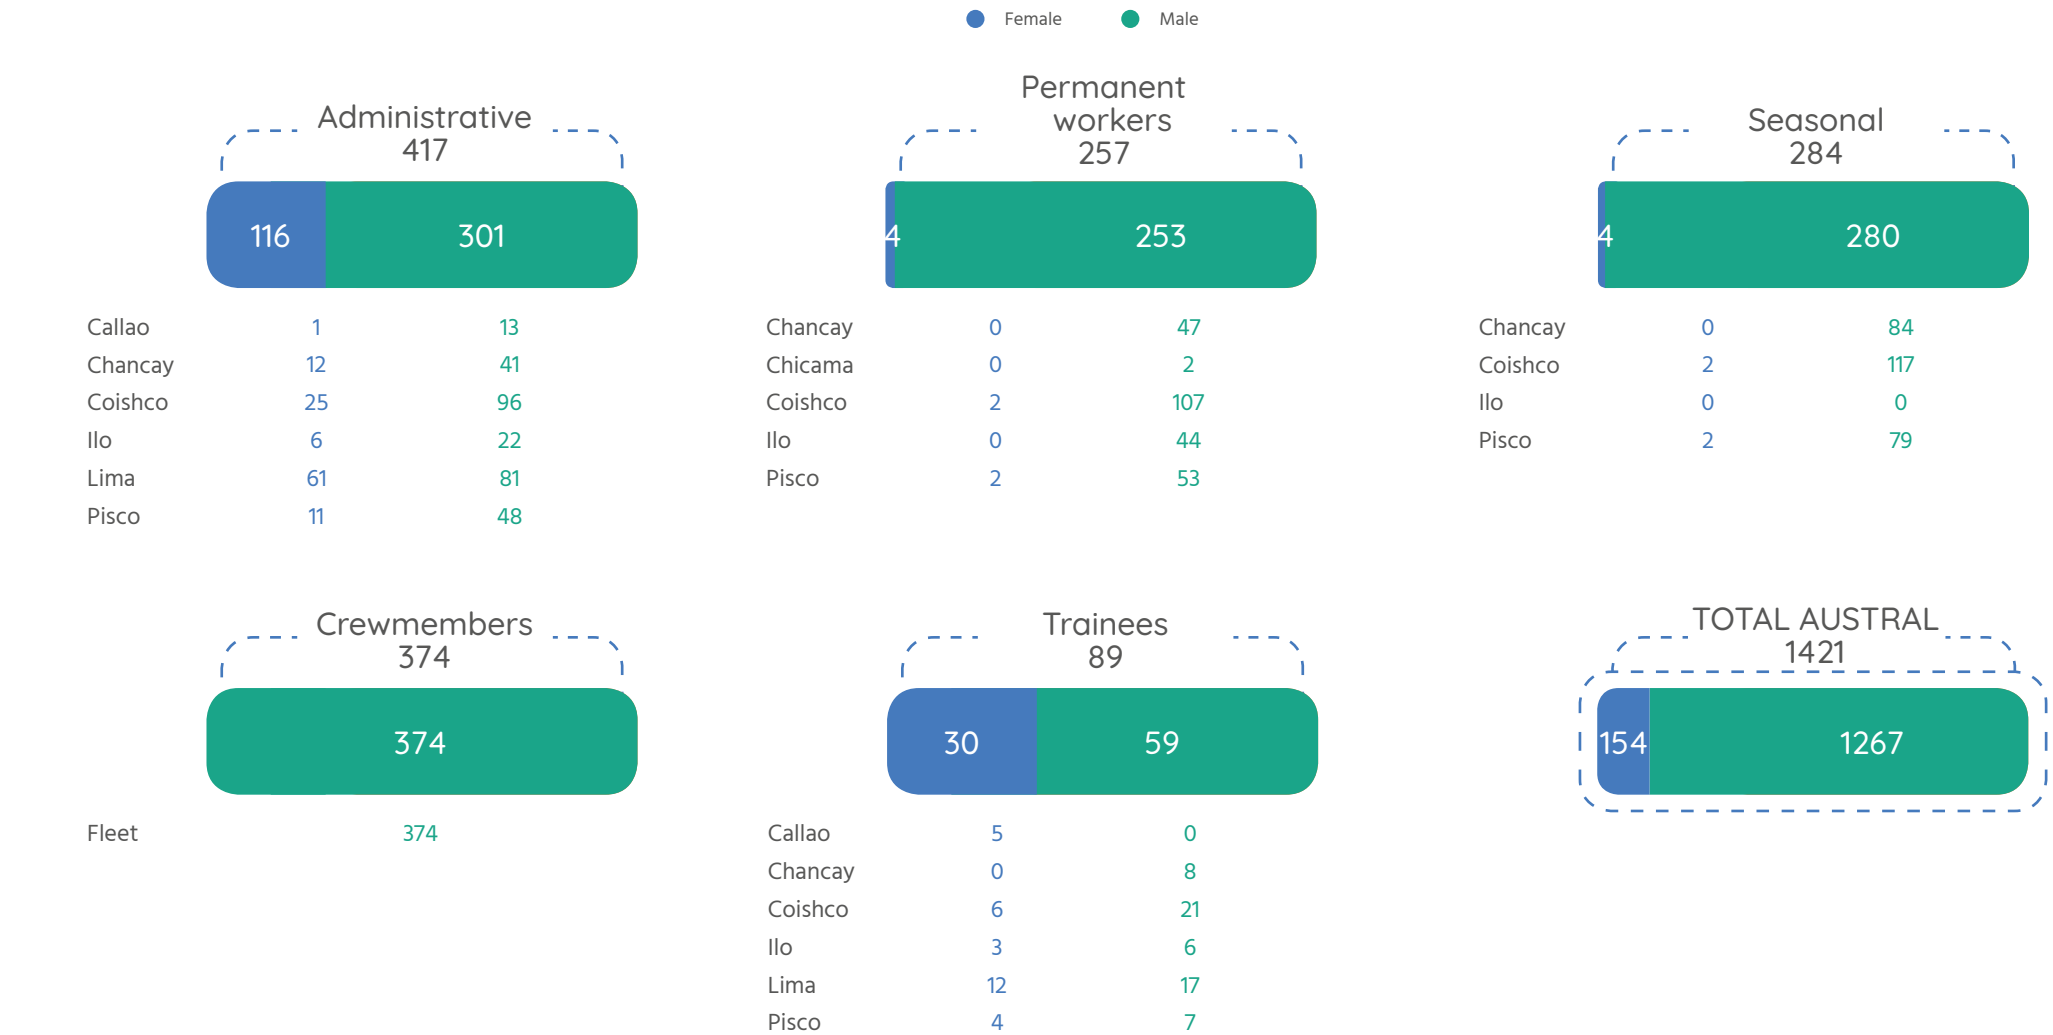 Female Male
Administrative
417
116 301
Callao 1 13
Chancay 12 41
Coishco 25 96
Ilo 6 22
Lima 61 81
Pisco 11 48
Permanent
workers
257
4 253
Chancay 0 47
Chicama 0 2
Coishco 2 107
Ilo 0 44
Pisco 2 53
Seasonal
284
4 280
Chancay 0 84
Coishco 2 117
Ilo 0 0
Pisco 2 79
Crewmembers
374
374
Fleet 374
Trainees
89
30 59
Callao 5 0
Chancay 0 8
Coishco 6 21
Ilo 3 6
Lima 12 17
Pisco 4 7
TOTAL AUSTRAL
1421
154 1267